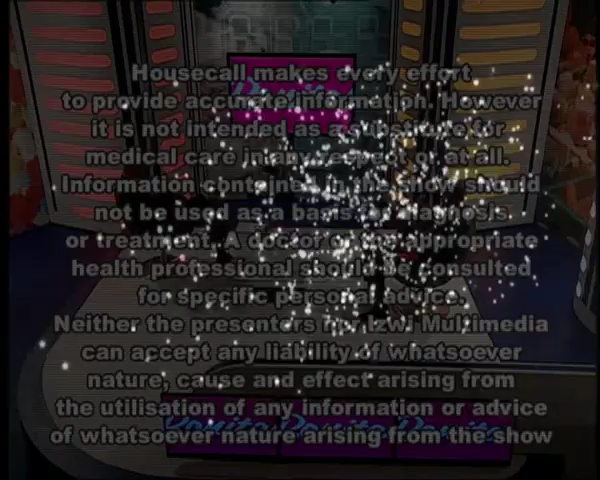 Housecall makes every effort
to provide accurate information. However
it is not intended as a substitute for
medical care in any respect or at all.
Information contained in the show should
not be used as a basis for diagnosis
or treatment. A doctor or the appropriate
health professional should be consulted
for specific personal advice.
Neither the presenters nor Izwi Multimedia
can accept any liability of whatsoever
nature, cause and effect arising from
the utilisation of any information or advice
of whatsoever nature arising from the show